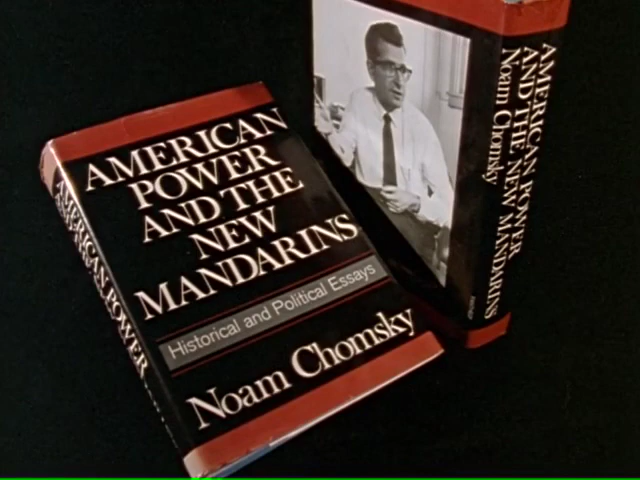 AMERICAN
POWER
AND THE
NEW
MANDARINS
Historical and Political Essays
Noam Chomsky
AMERICAN POWER
AMERICAN POWER
AND THE NEW MANDARINS
Noam Chomsky